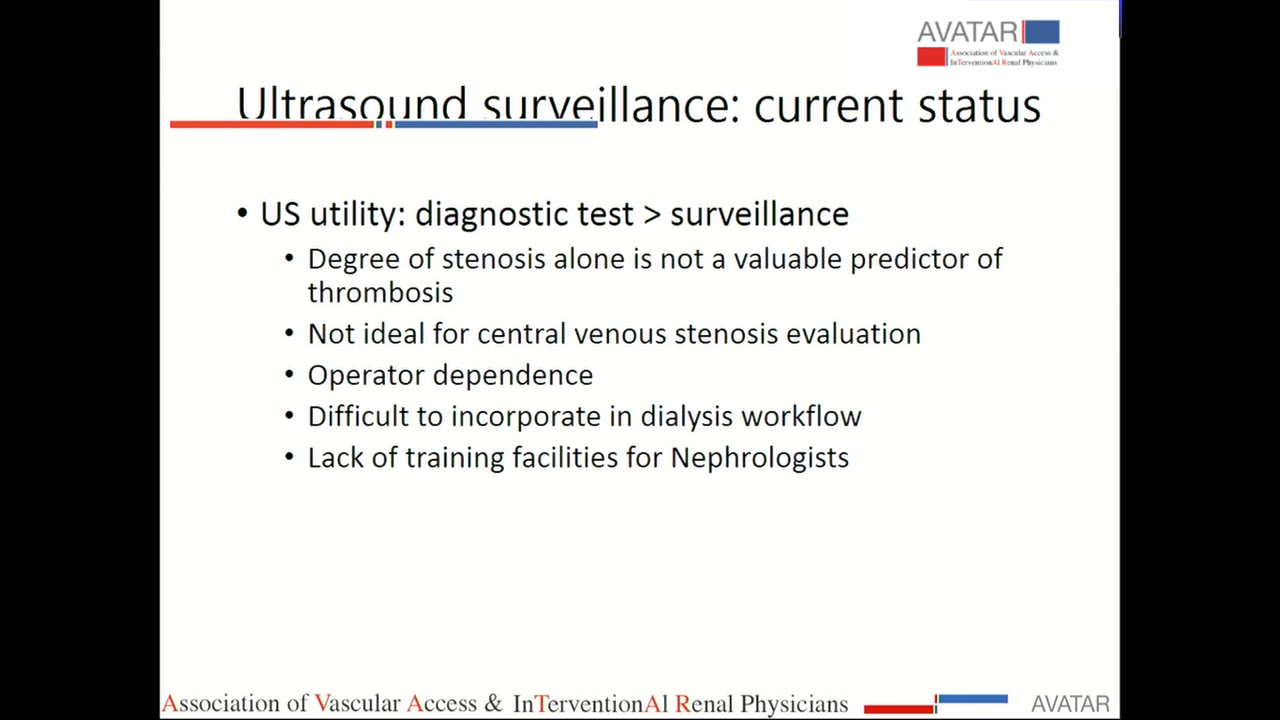 AVATAR
Association of Vascular Access &
InTerventionAl Renal Physicians
Ultrasound surveillance: current status
• US utility: diagnostic test > surveillance
• Degree of stenosis alone is not a valuable predictor of
thrombosis
• Not ideal for central venous stenosis evaluation
• Operator dependence
• Difficult to incorporate in dialysis workflow
• Lack of training facilities for Nephrologists
Association of Vascular Access & InTerventionAl Renal Physicians
AVATAR